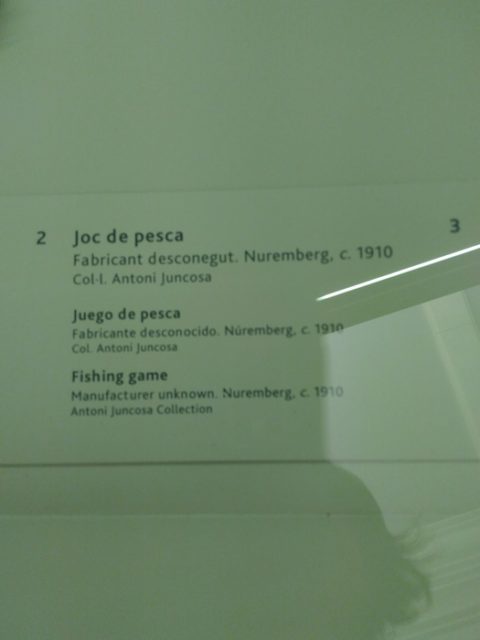 2 Joc de pesca
Fabricant desconegut. Nuremberg, c. 1910
Col·l. Antoni Juncosa
Juego de pesca
Fabricante desconocido. Núremberg, c. 1910
Col. Antoni Juncosa
Fishing game
Manufacturer unknown. Nuremberg, c. 1910
Antoni Juncosa Collection
3